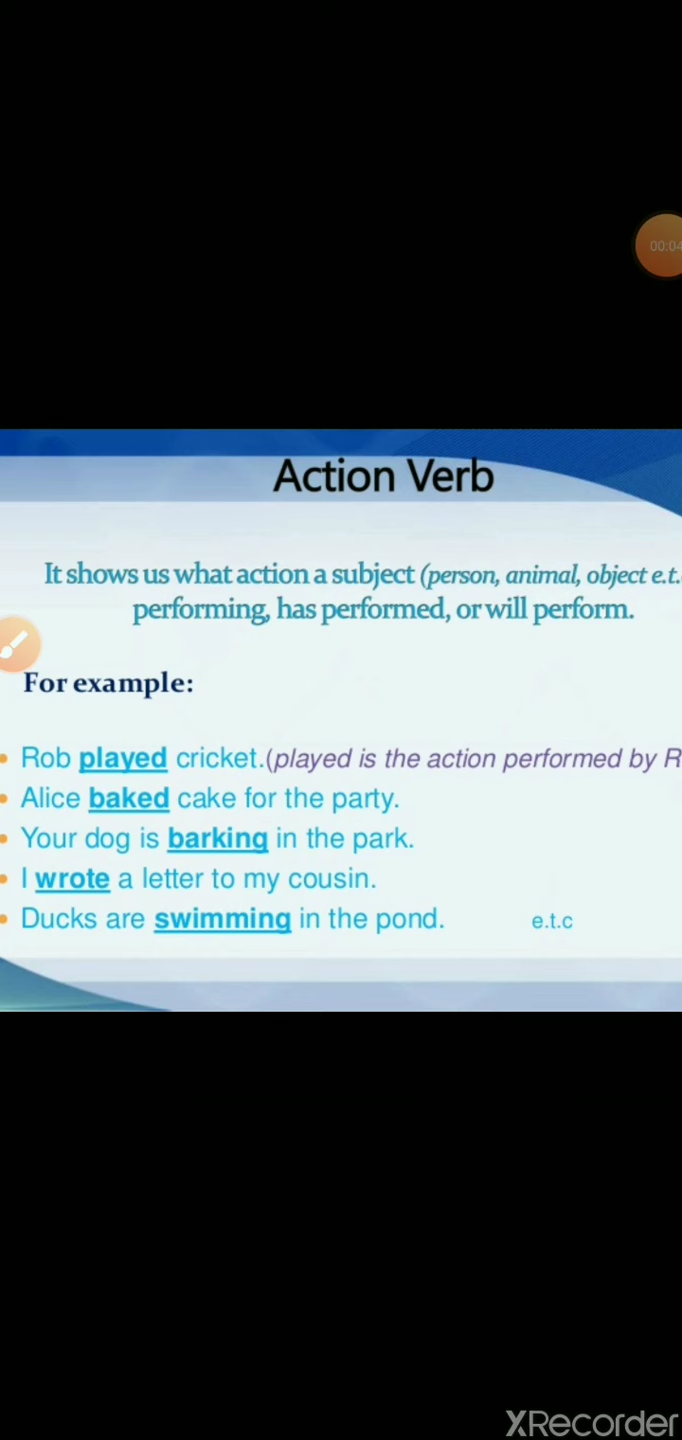 00:04
Action Verb
It shows us what action a subject (person, animal, object e.t.
performing, has performed, or will perform.
For example:
• Rob played cricket.(played is the action performed by R
• Alice baked cake for the party.
• Your dog is barking in the park.
• I wrote a letter to my cousin.
• Ducks are swimming in the pond. e.t.c
XRecorder